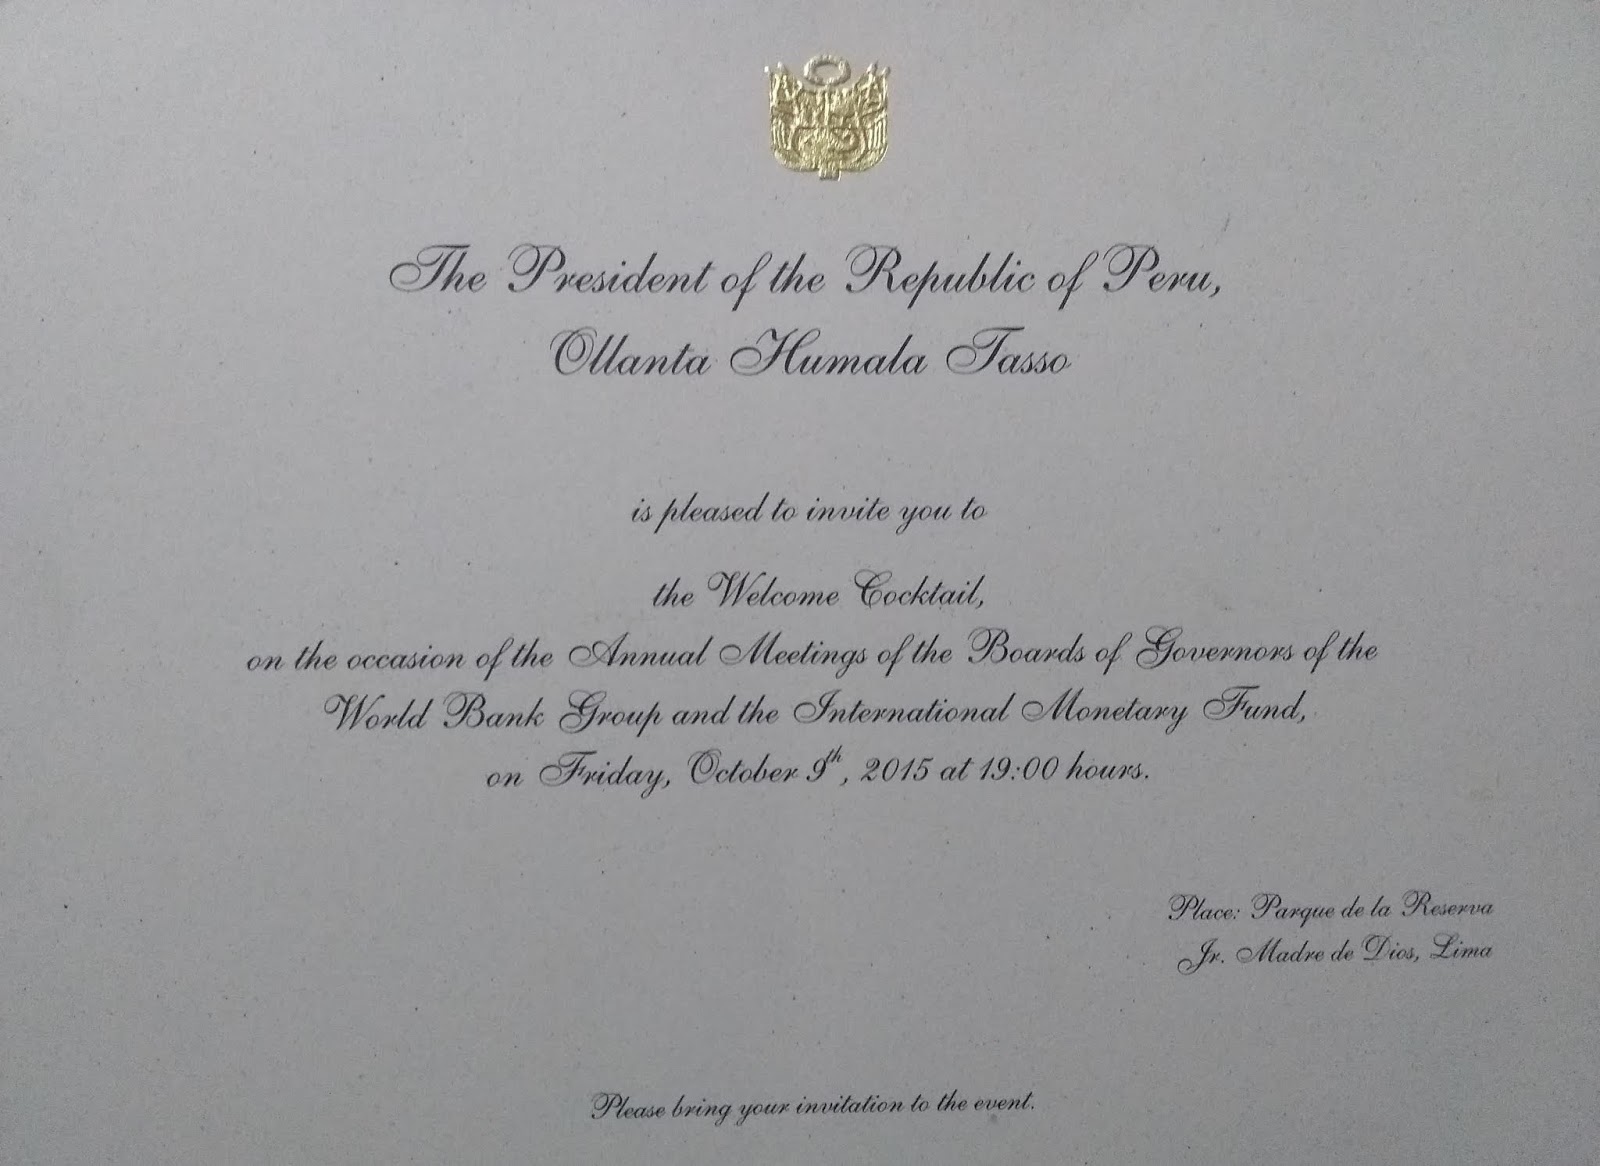 The President of the Republic of Peru,
Ollanta Humala Tasso
is pleased to invite you to
the Welcome Cocktail,
on the occasion of the Annual Meetings of the Boards of Governors of the
World Bank Group and the International Monetary Fund,
on Friday, October 9th, 2015 at 19:00 hours.
Place: Parque de la Reserva
Jr. Madre de Dios, Lima
Please bring your invitation to the event.